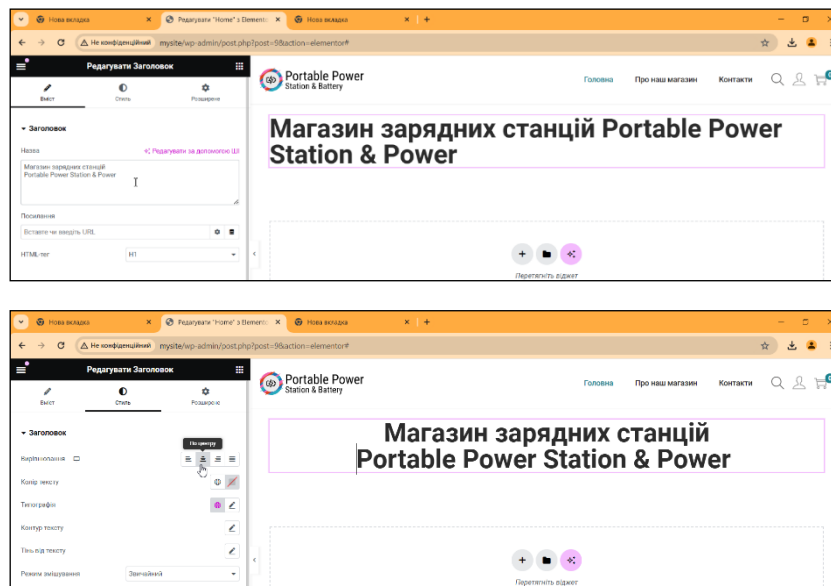 Нова вкладка
Редагувати "Home" з Element
Нова вкладка
Не конфіденційний
mysite/wp-admin/post.php?post=9&action=elementor#
Редагувати Заголовок
Вміст
Стиль
Розширено
Заголовок
Назва
Редагувати за допомогою ШІ
Магазин зарядних станцій
Portable Power Station & Power
Посилання
Вставте чи введіть URL
HTML-тег
H1
Portable Power
Station & Battery
Головна
Про наш магазин
Контакти
0
Магазин зарядних станцій Portable Power
Station & Power
Перетягніть віджет
Нова вкладка
Редагувати "Home" з Element
Нова вкладка
Не конфіденційний
mysite/wp-admin/post.php?post=9&action=elementor#
Редагувати Заголовок
Вміст
Стиль
Розширено
Заголовок
По центру
Вирівнювання
Колір тексту
Типографія
Контур тексту
Тінь від тексту
Режим змішування
Звичайний
Portable Power
Station & Battery
Головна
Про наш магазин
Контакти
0
Магазин зарядних станцій
Portable Power Station & Power
Перетягніть віджет